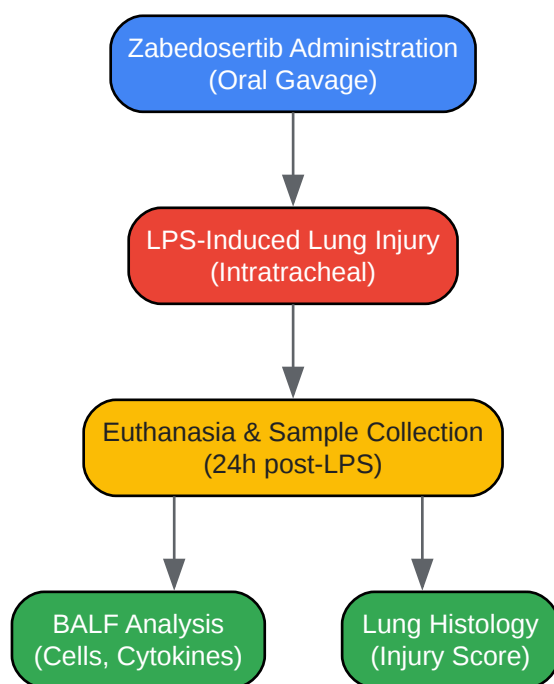 Zabedosertib Administration
(Oral Gavage)
LPS-Induced Lung Injury
(Intratracheal)
Euthanasia & Sample Collection
(24h post-LPS)
BALF Analysis
(Cells, Cytokines)
Lung Histology
(Injury Score)